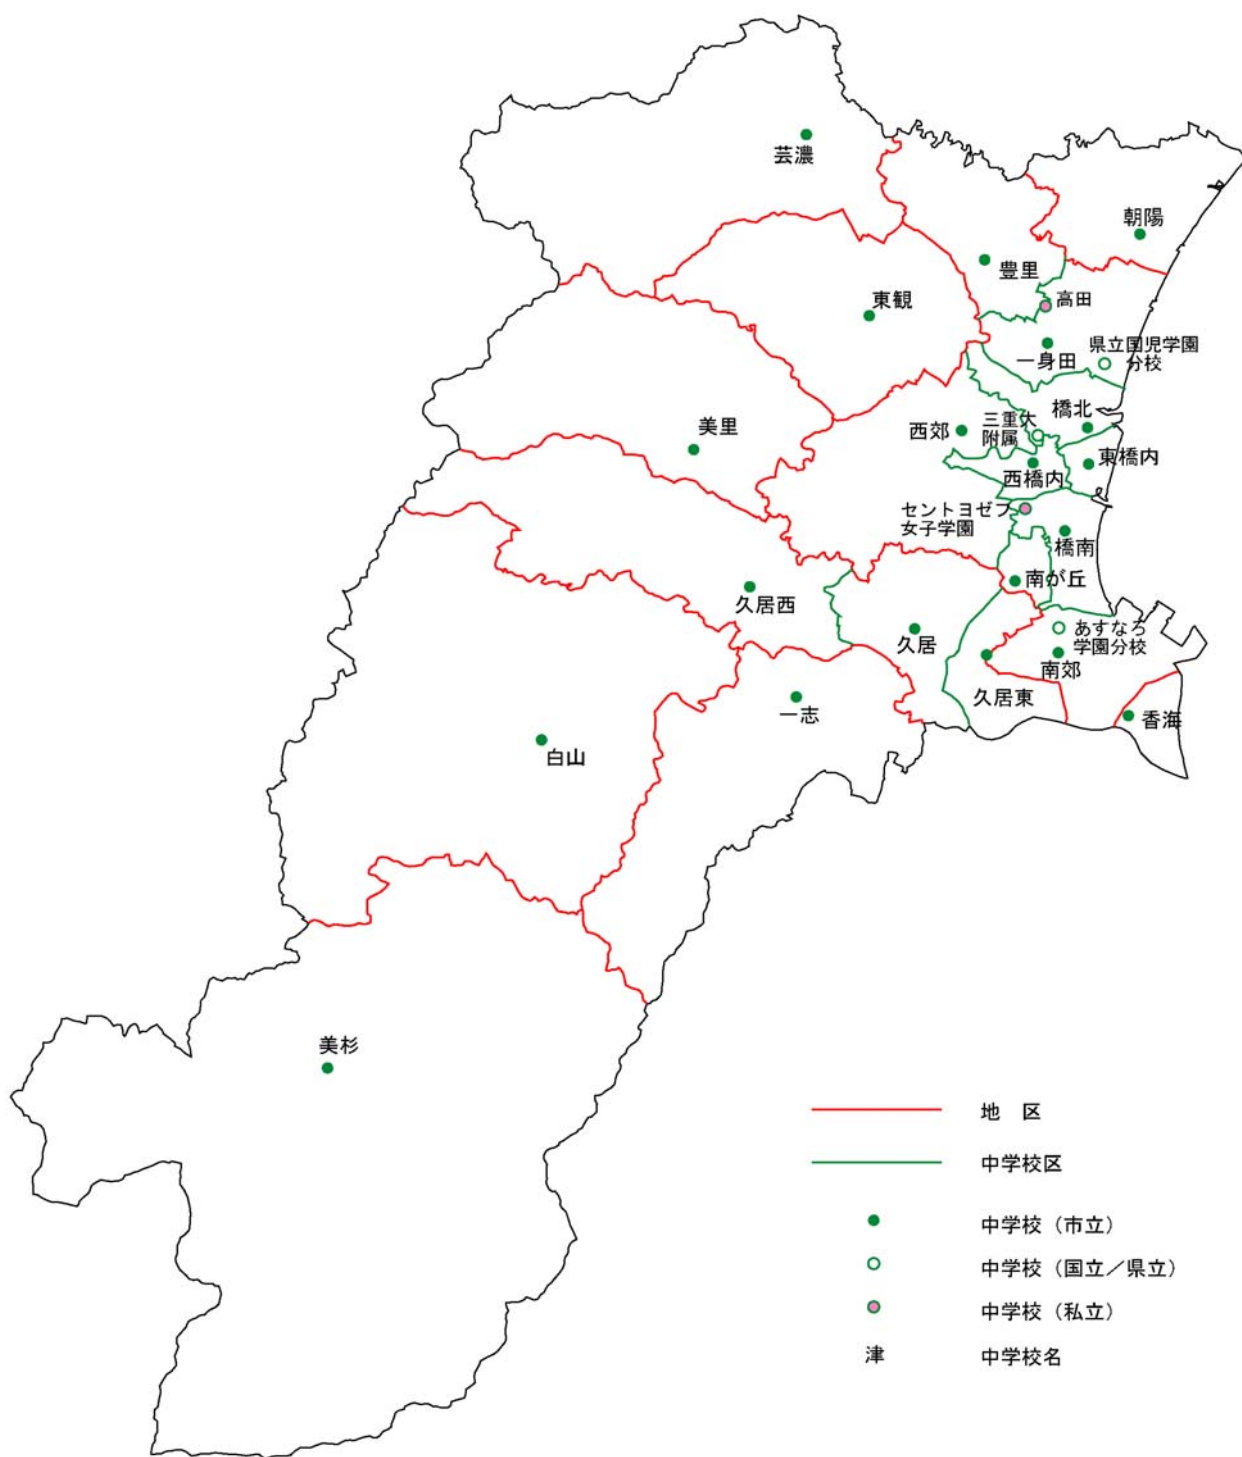 芸濃
朝陽
豊里
高田
東観
一身田
県立国児学園
分校
橋北
三重大
附属
西郊
美里
西橋内
東橋内
セントヨゼフ
女子学園
橋南
南が丘
久居西
久居
あすなろ
学園分校
南郊
久居東
一志
香海
白山
美杉
地　区
中学校区
中学校（市立）
中学校（国立／県立）
中学校（私立）
津
中学校名